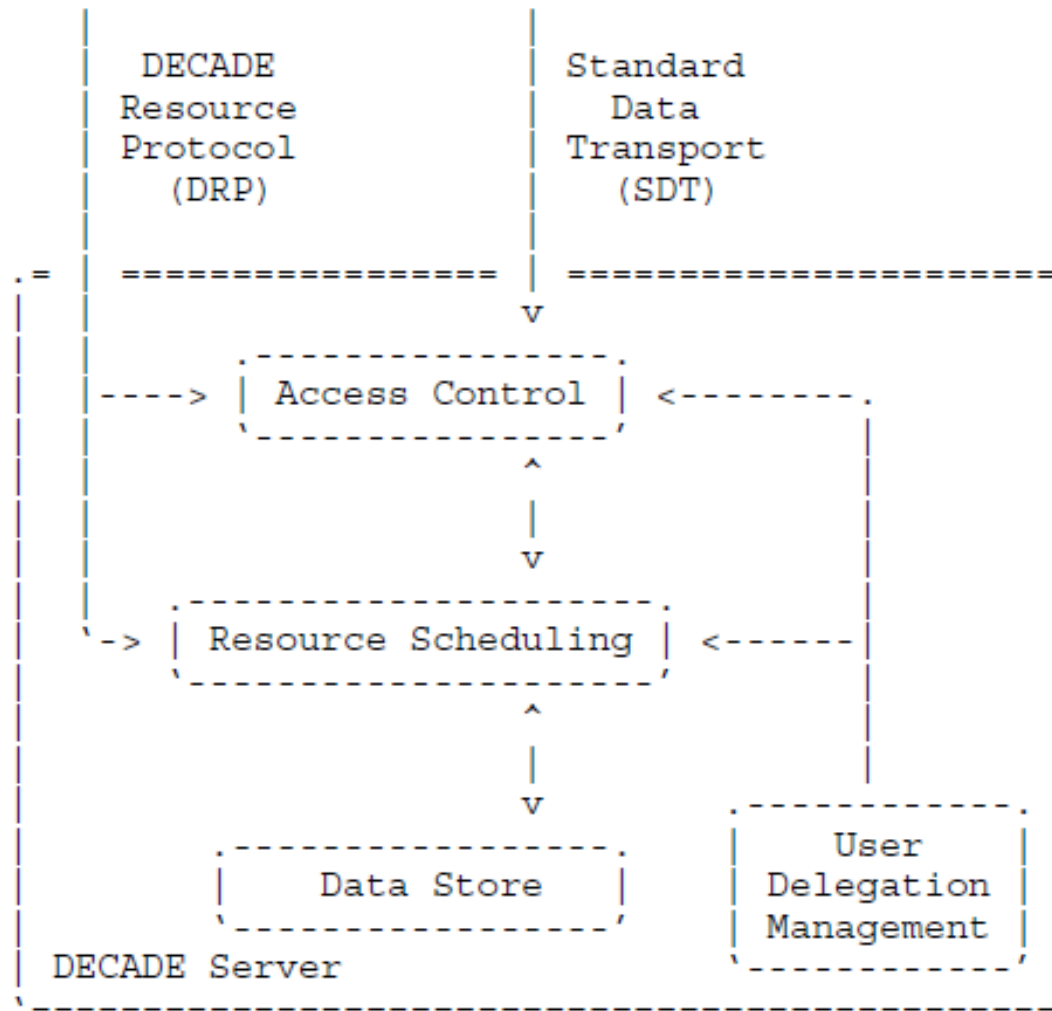 DECADE
Resource
Protocol
(DRP)
Standard
Data
Transport
(SDT)
Access Control
Resource Scheduling
Data Store
User
Delegation
Management
DECADE Server